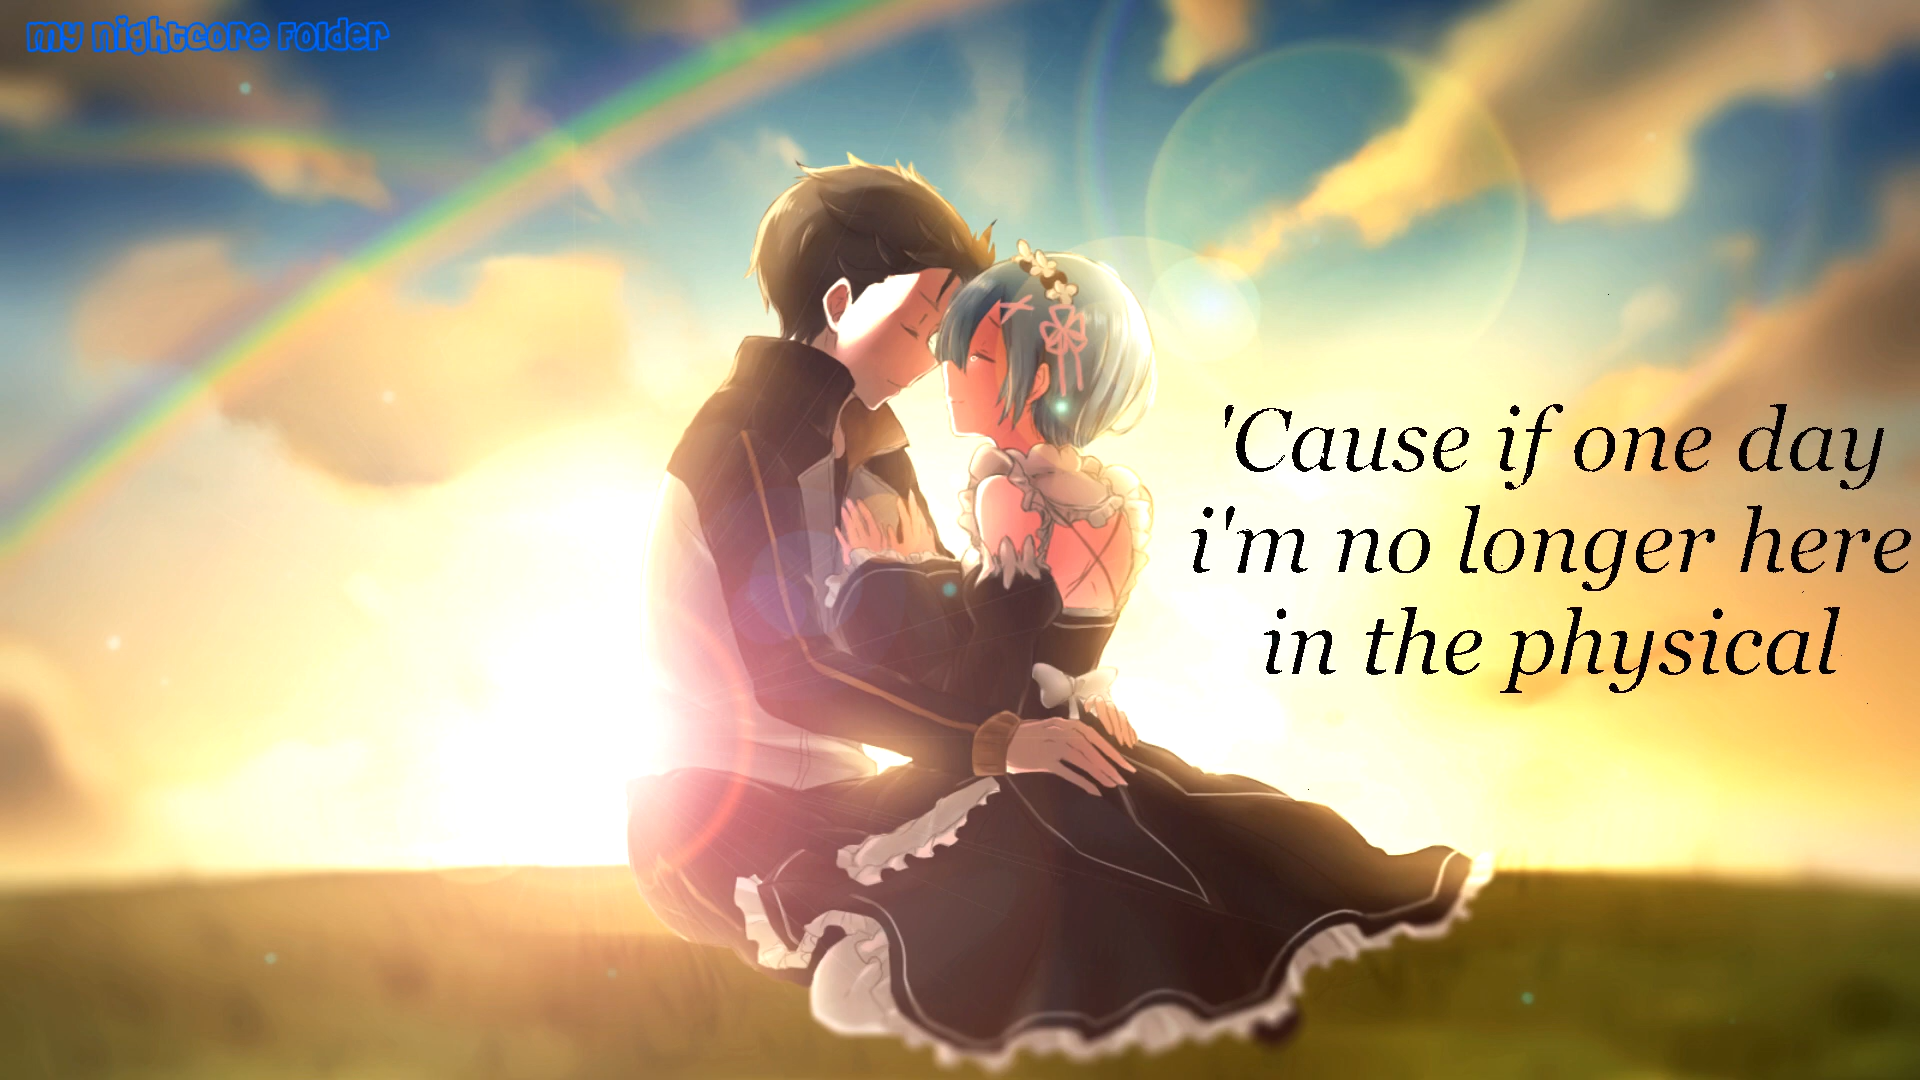 My Nightcore Folder
'Cause if one day
i'm no longer here
in the physical